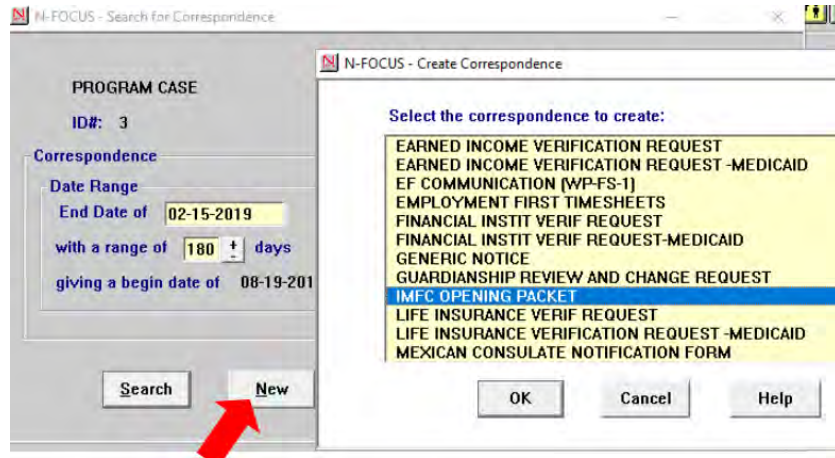 N-FOCUS - Search for Correspondence
PROGRAM CASE
ID#: 3
Correspondence
Date Range
End Date of 02-15-2019
with a range of 180 + - days
giving a begin date of 08-19-201
Search
New
N-FOCUS - Create Correspondence
Select the correspondence to create:
EARNED INCOME VERIFICATION REQUEST
EARNED INCOME VERIFICATION REQUEST -MEDICAID
EF COMMUNICATION (WP-FS-1)
EMPLOYMENT FIRST TIMESHEETS
FINANCIAL INSTIT VERIF REQUEST
FINANCIAL INSTIT VERIF REQUEST-MEDICAID
GENERIC NOTICE
GUARDIANSHIP REVIEW AND CHANGE REQUEST
IMFC OPENING PACKET
LIFE INSURANCE VERIF REQUEST
LIFE INSURANCE VERIFICATION REQUEST -MEDICAID
MEXICAN CONSULATE NOTIFICATION FORM
OK
Cancel
Help